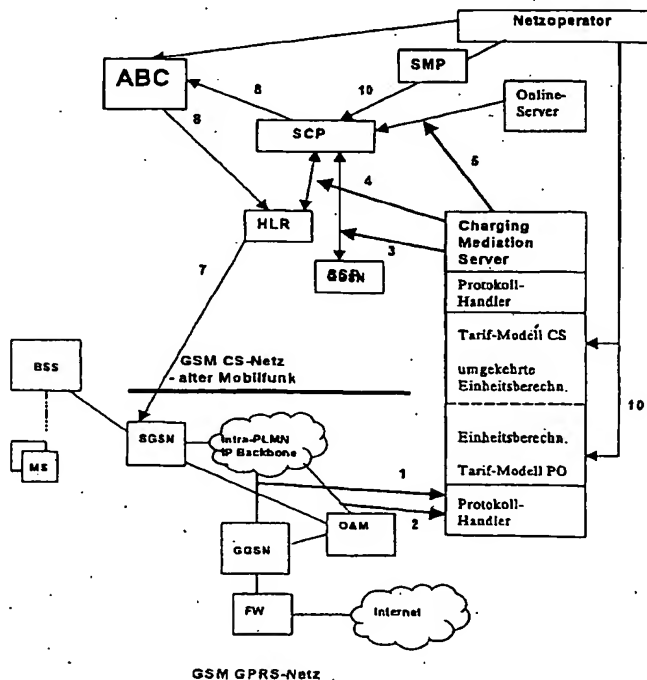 Netzoperator
SMP
ABC
8
10
Online-
Server
SCP
8
5
4
HLR
Charging
Mediation
Server
3
7
Protokoll-
Handler
GSM CS-Netz
- alter Mobilfunk
Tarif-Modell CS
umgekehrte
Einheitsberechn.
BSS
10
SGSN
Intra-PLMN
IP Backbone
Einheitsberechn.
MS
1
Tarif-Modell PO
2
O&M
Protokoll-
Handler
GGSN
FW
Internet
GSM GPRS-Netz